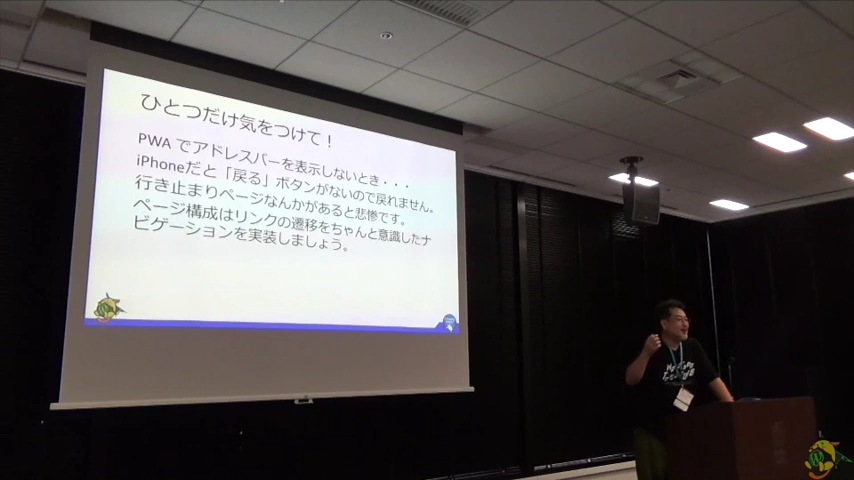 ひとつだけ気をつけて！
PWA でアドレスバーを表示しないとき・・・
iPhoneだと「戻る」ボタンがないので戻れません。
行き止まりページなんかがあると悲惨です。
ページ構成はリンクの遷移をちゃんと意識したナ
ビゲーションを実装しましょう。